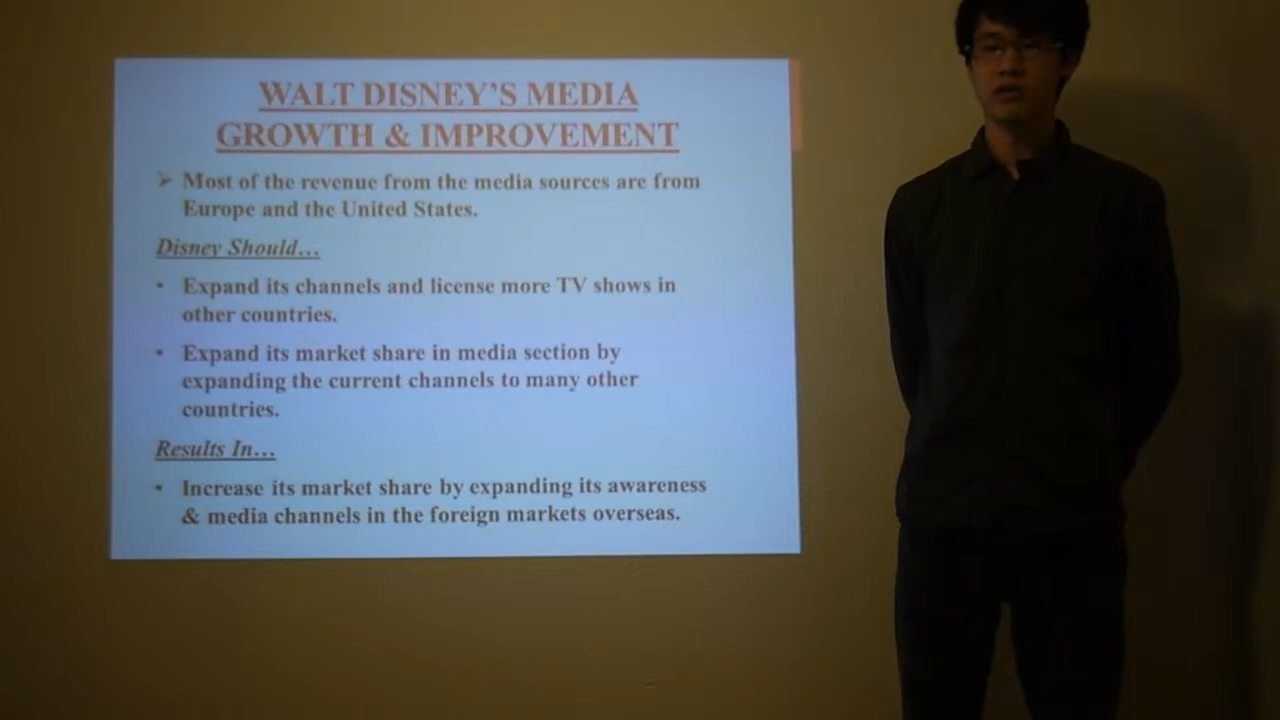 WALT DISNEY'S MEDIA
GROWTH & IMPROVEMENT
➢ Most of the revenue from the media sources are from
Europe and the United States.
Disney Should...
• Expand its channels and license more TV shows in
other countries.
• Expand its market share in media section by
expanding the current channels to many other
countries.
Results In...
• Increase its market share by expanding its awareness
& media channels in the foreign markets overseas.